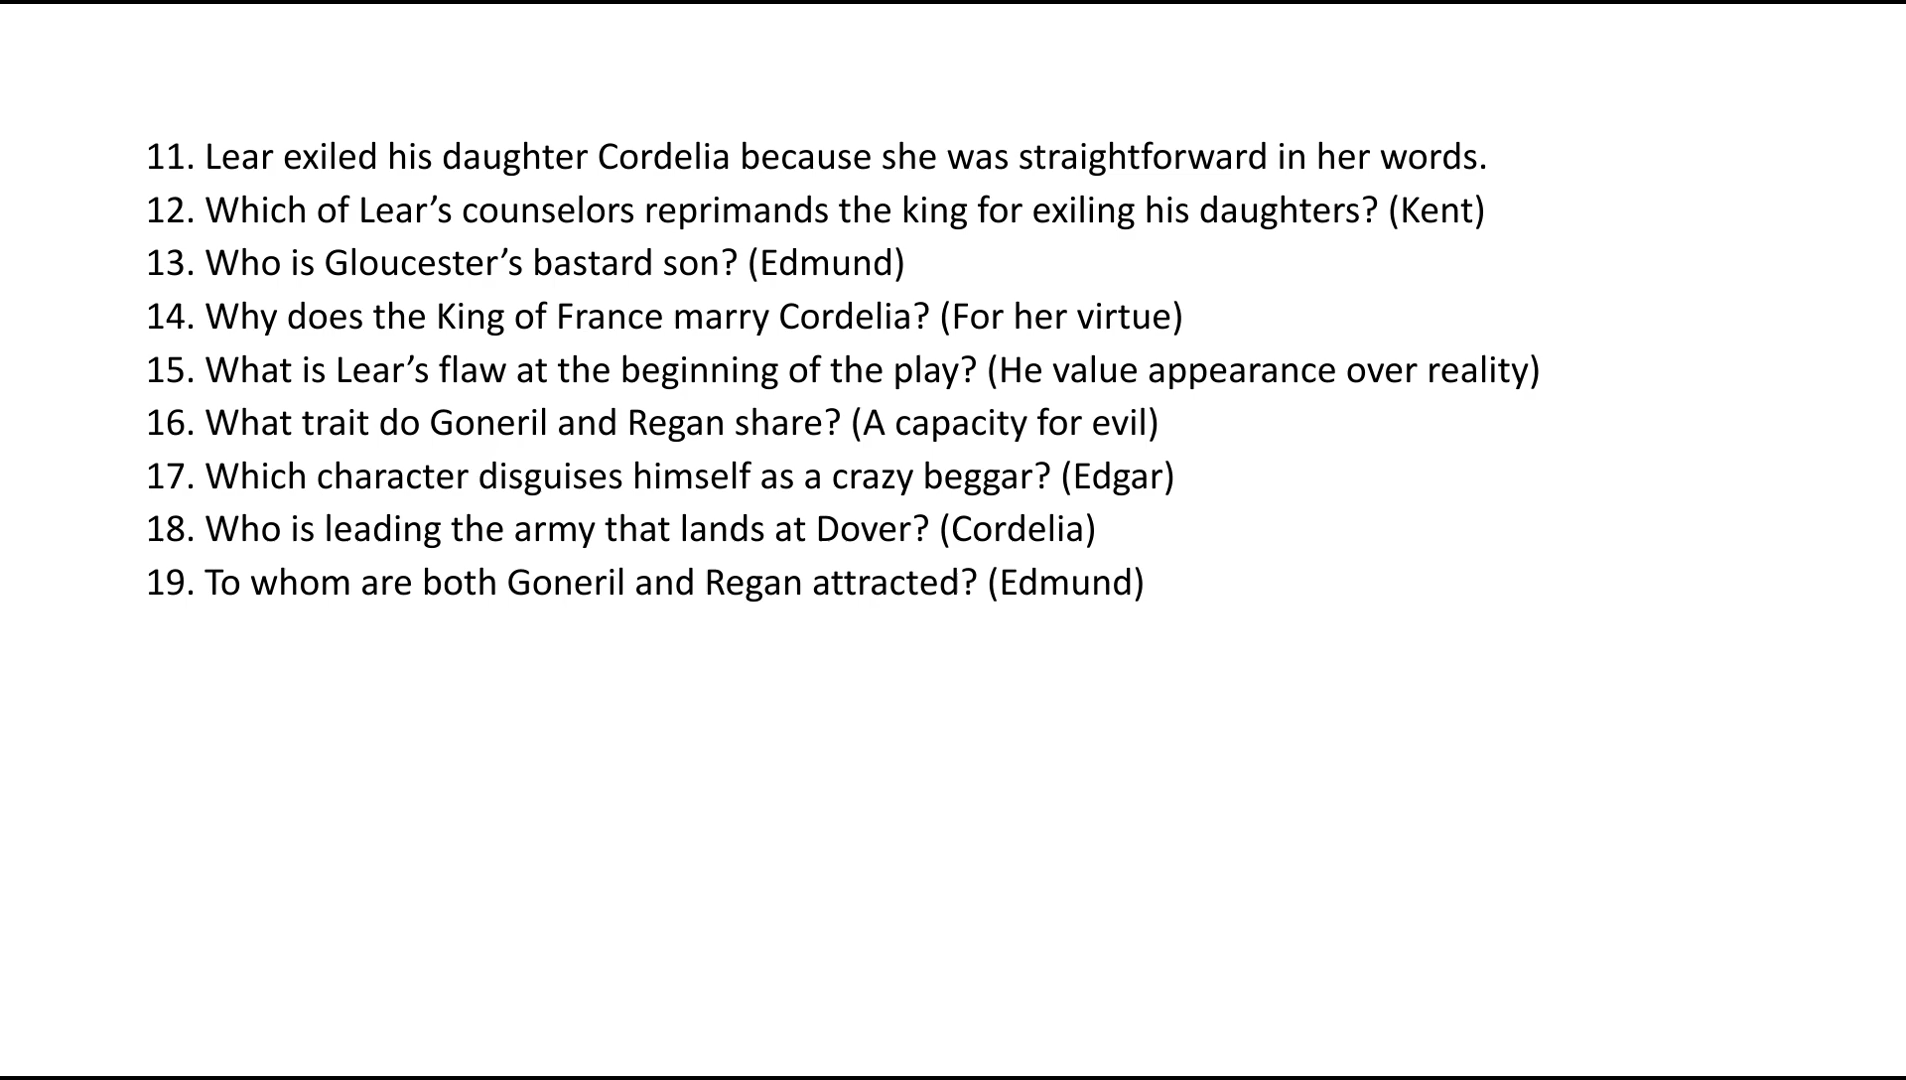 11. Lear exiled his daughter Cordelia because she was straightforward in her words.
12. Which of Lear’s counselors reprimands the king for exiling his daughters? (Kent)
13. Who is Gloucester’s bastard son? (Edmund)
14. Why does the King of France marry Cordelia? (For her virtue)
15. What is Lear’s flaw at the beginning of the play? (He value appearance over reality)
16. What trait do Goneril and Regan share? (A capacity for evil)
17. Which character disguises himself as a crazy beggar? (Edgar)
18. Who is leading the army that lands at Dover? (Cordelia)
19. To whom are both Goneril and Regan attracted? (Edmund)